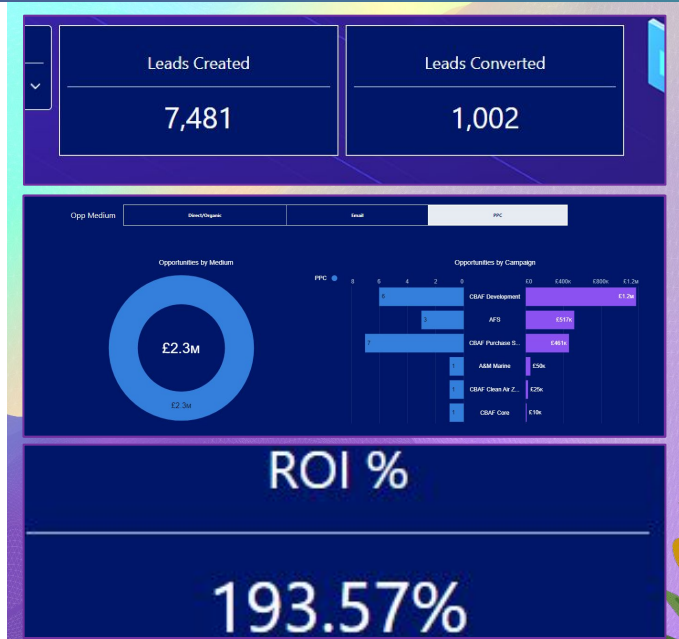 Leads Created
Leads Converted
7,481
1,002
Opp Medium
Direct/Organic
Email
PPC
Opportunities by Medium
PPC
£2.3M
£2.3M
Opportunities by Campaign
8 6 4 2 0
£0 £400K £800K £1.2M
6 CBAF Development £1.2M
3 AFS £517K
7 CBAF Purchase S... £461K
1 A&M Marine £50K
1 CBAF Clean Air Z... £25K
1 CBAF Core £10K
ROI %
193.57%